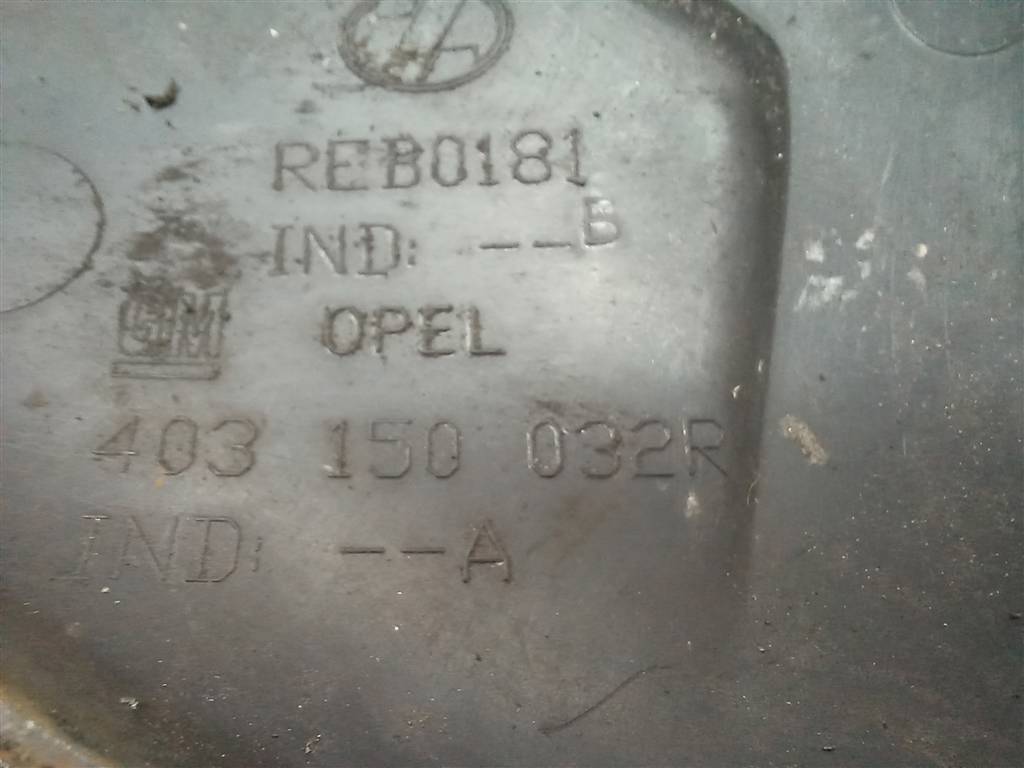 REB0181
IND: --B
GM OPEL
403 150 032R
IND: --A